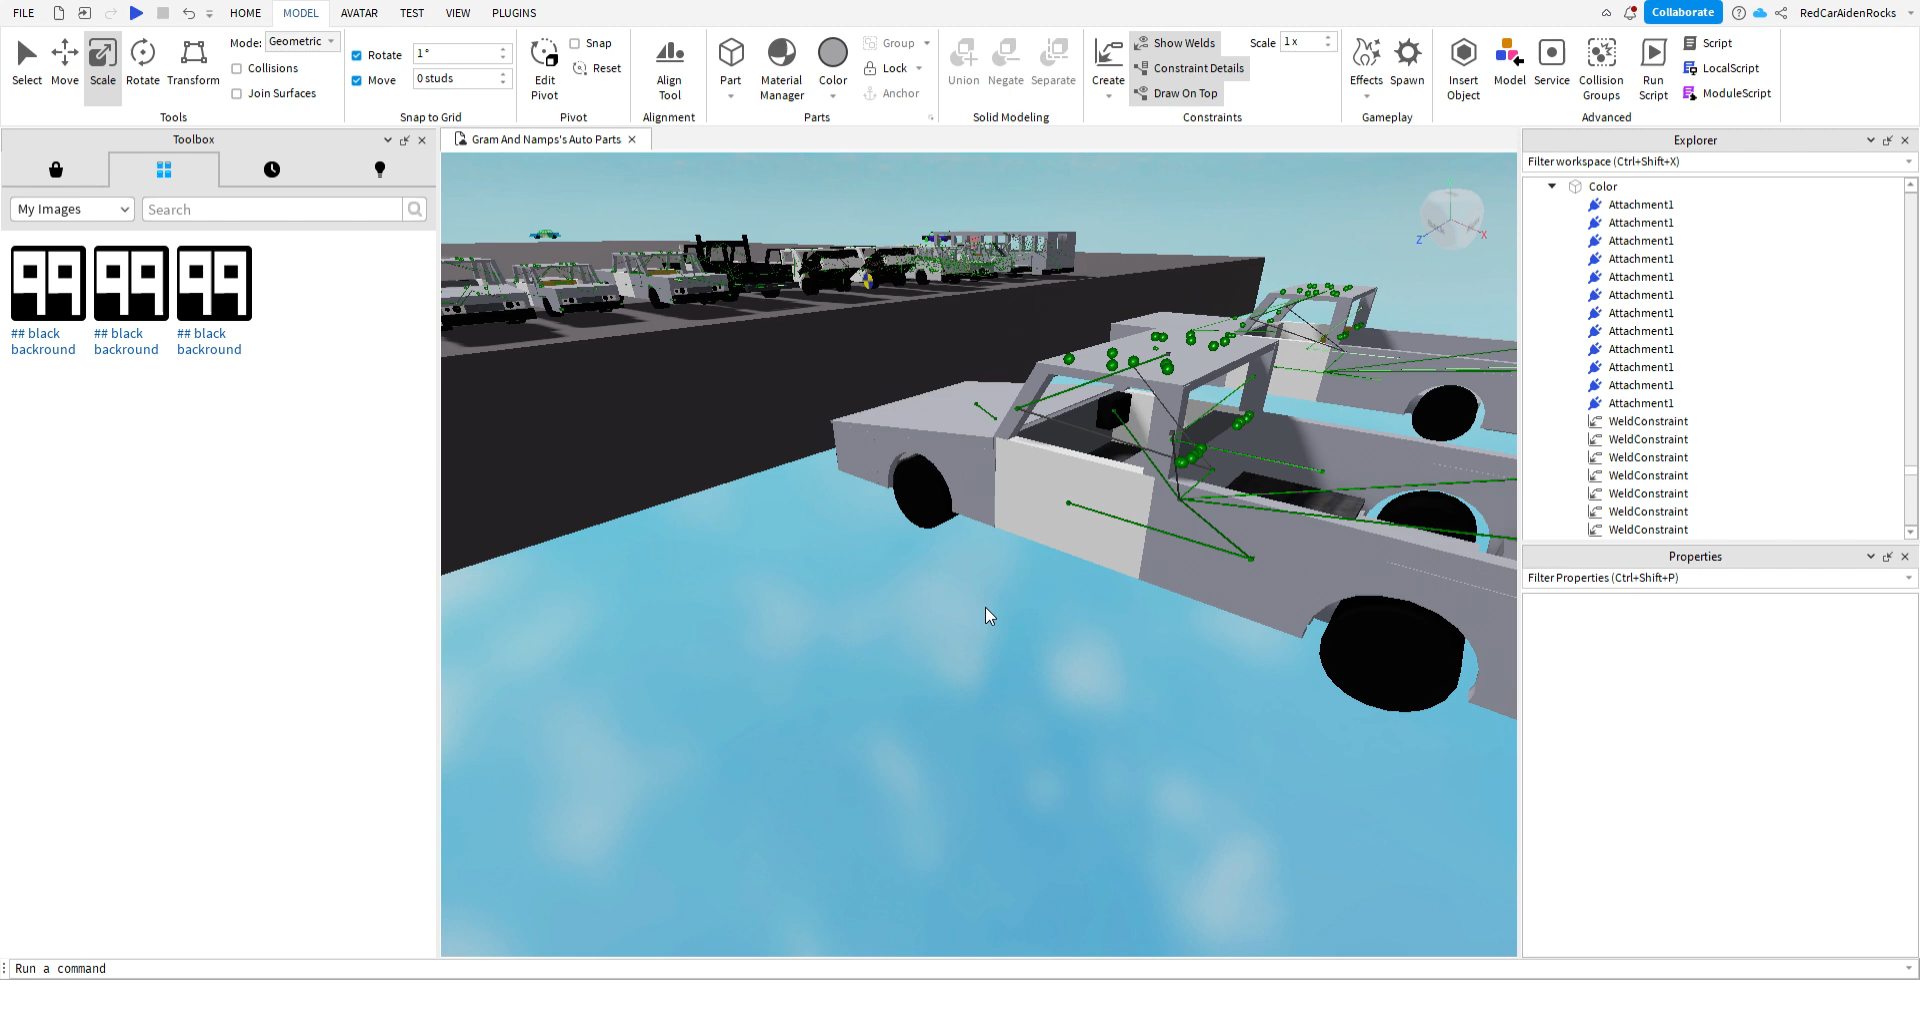 FILE HOME MODEL AVATAR TEST VIEW PLUGINS Collaborate RedCarAidenRocks
Select Move Scale Rotate Transform
Mode: Geometric
Collisions
Join Surfaces
Tools
Rotate 1°
Move 0 studs
Snap to Grid
Edit Pivot
Snap
Reset
Pivot
Align Tool
Alignment
Part
Material Manager
Color
Group
Lock
Anchor
Parts
Union Negate Separate
Solid Modeling
Create
Show Welds
Constraint Details
Draw On Top
Scale 1 x
Constraints
Effects Spawn
Gameplay
Insert Object
Model
Service
Collision Groups
Run Script
Script
LocalScript
ModuleScript
Advanced
Toolbox
My Images
Search
99 99 99
## black backround
## black backround
## black backround
Gram And Namps's Auto Parts
Z X
Explorer
Filter workspace (Ctrl+Shift+X)
Color
Attachment1
Attachment1
Attachment1
Attachment1
Attachment1
Attachment1
Attachment1
Attachment1
Attachment1
Attachment1
Attachment1
Attachment1
WeldConstraint
WeldConstraint
WeldConstraint
WeldConstraint
WeldConstraint
WeldConstraint
WeldConstraint
Properties
Filter Properties (Ctrl+Shift+P)
Run a command